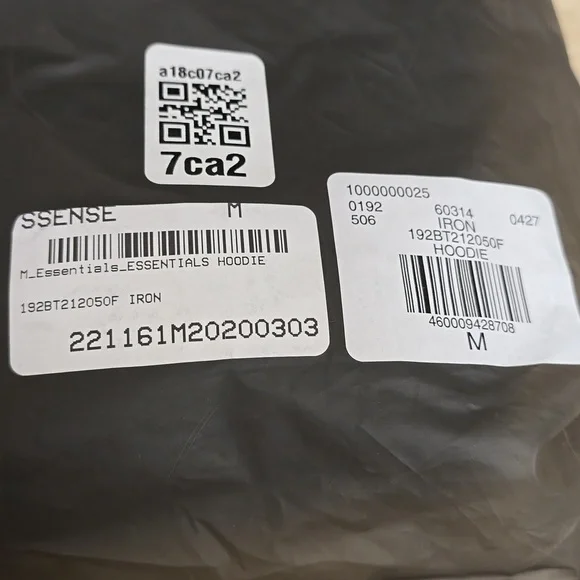 a18c07ca2
7ca2
SSENSE M
M_Essentials_ESSENTIALS HOODIE
192BT212050F IRON
221161M20200303
1000000025
0192 60314 0427
506 IRON
192BT212050F
HOODIE
460009428708
M